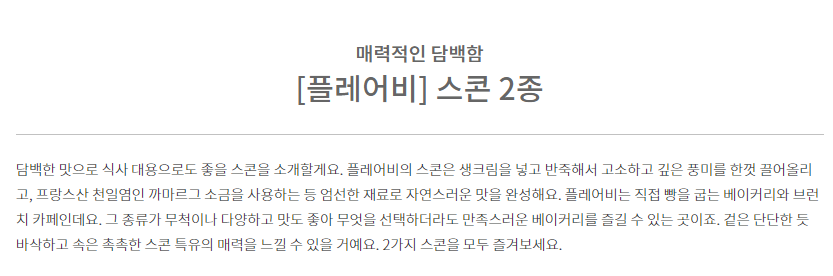 매력적인 담백함
[플레어비] 스콘 2종
담백한 맛으로 식사 대용으로도 좋을 스콘을 소개할게요. 플레어비의 스콘은 생크림을 넣고 반죽해서 고소하고 깊은 풍미를 한껏 끌어올리
고, 프랑스산 천일염인 까마르그 소금을 사용하는 등 엄선한 재료로 자연스러운 맛을 완성해요. 플레어비는 직접 빵을 굽는 베이커리와 브런
치 카페인데요. 그 종류가 무척이나 다양하고 맛도 좋아 무엇을 선택하더라도 만족스러운 베이커리를 즐길 수 있는 곳이죠. 겉은 단단한 듯
바삭하고 속은 촉촉한 스콘 특유의 매력을 느낄 수 있을 거예요. 2가지 스콘을 모두 즐겨보세요.